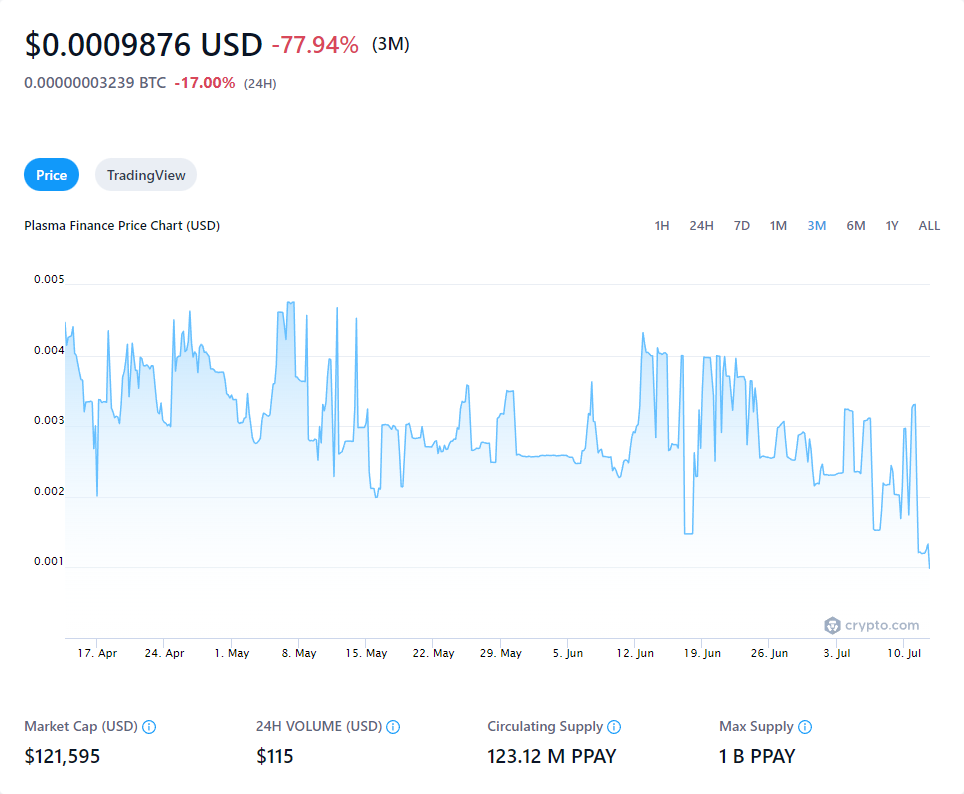 $0.0009876 USD -77.94% (3M)
0.00000003239 BTC -17.00% (24H)
Price TradingView
Plasma Finance Price Chart (USD) 1H 24H 7D 1M 3M 6M 1Y ALL
0.005
0.004
0.003
0.002
0.001
crypto.com
17. Apr 24. Apr 1. May 8. May 15. May 22. May 29. May 5. Jun 12. Jun 19. Jun 26. Jun 3. Jul 10. Jul
Market Cap (USD) 24H VOLUME (USD) Circulating Supply Max Supply
$121,595 $115 123.12 M PPAY 1 B PPAY